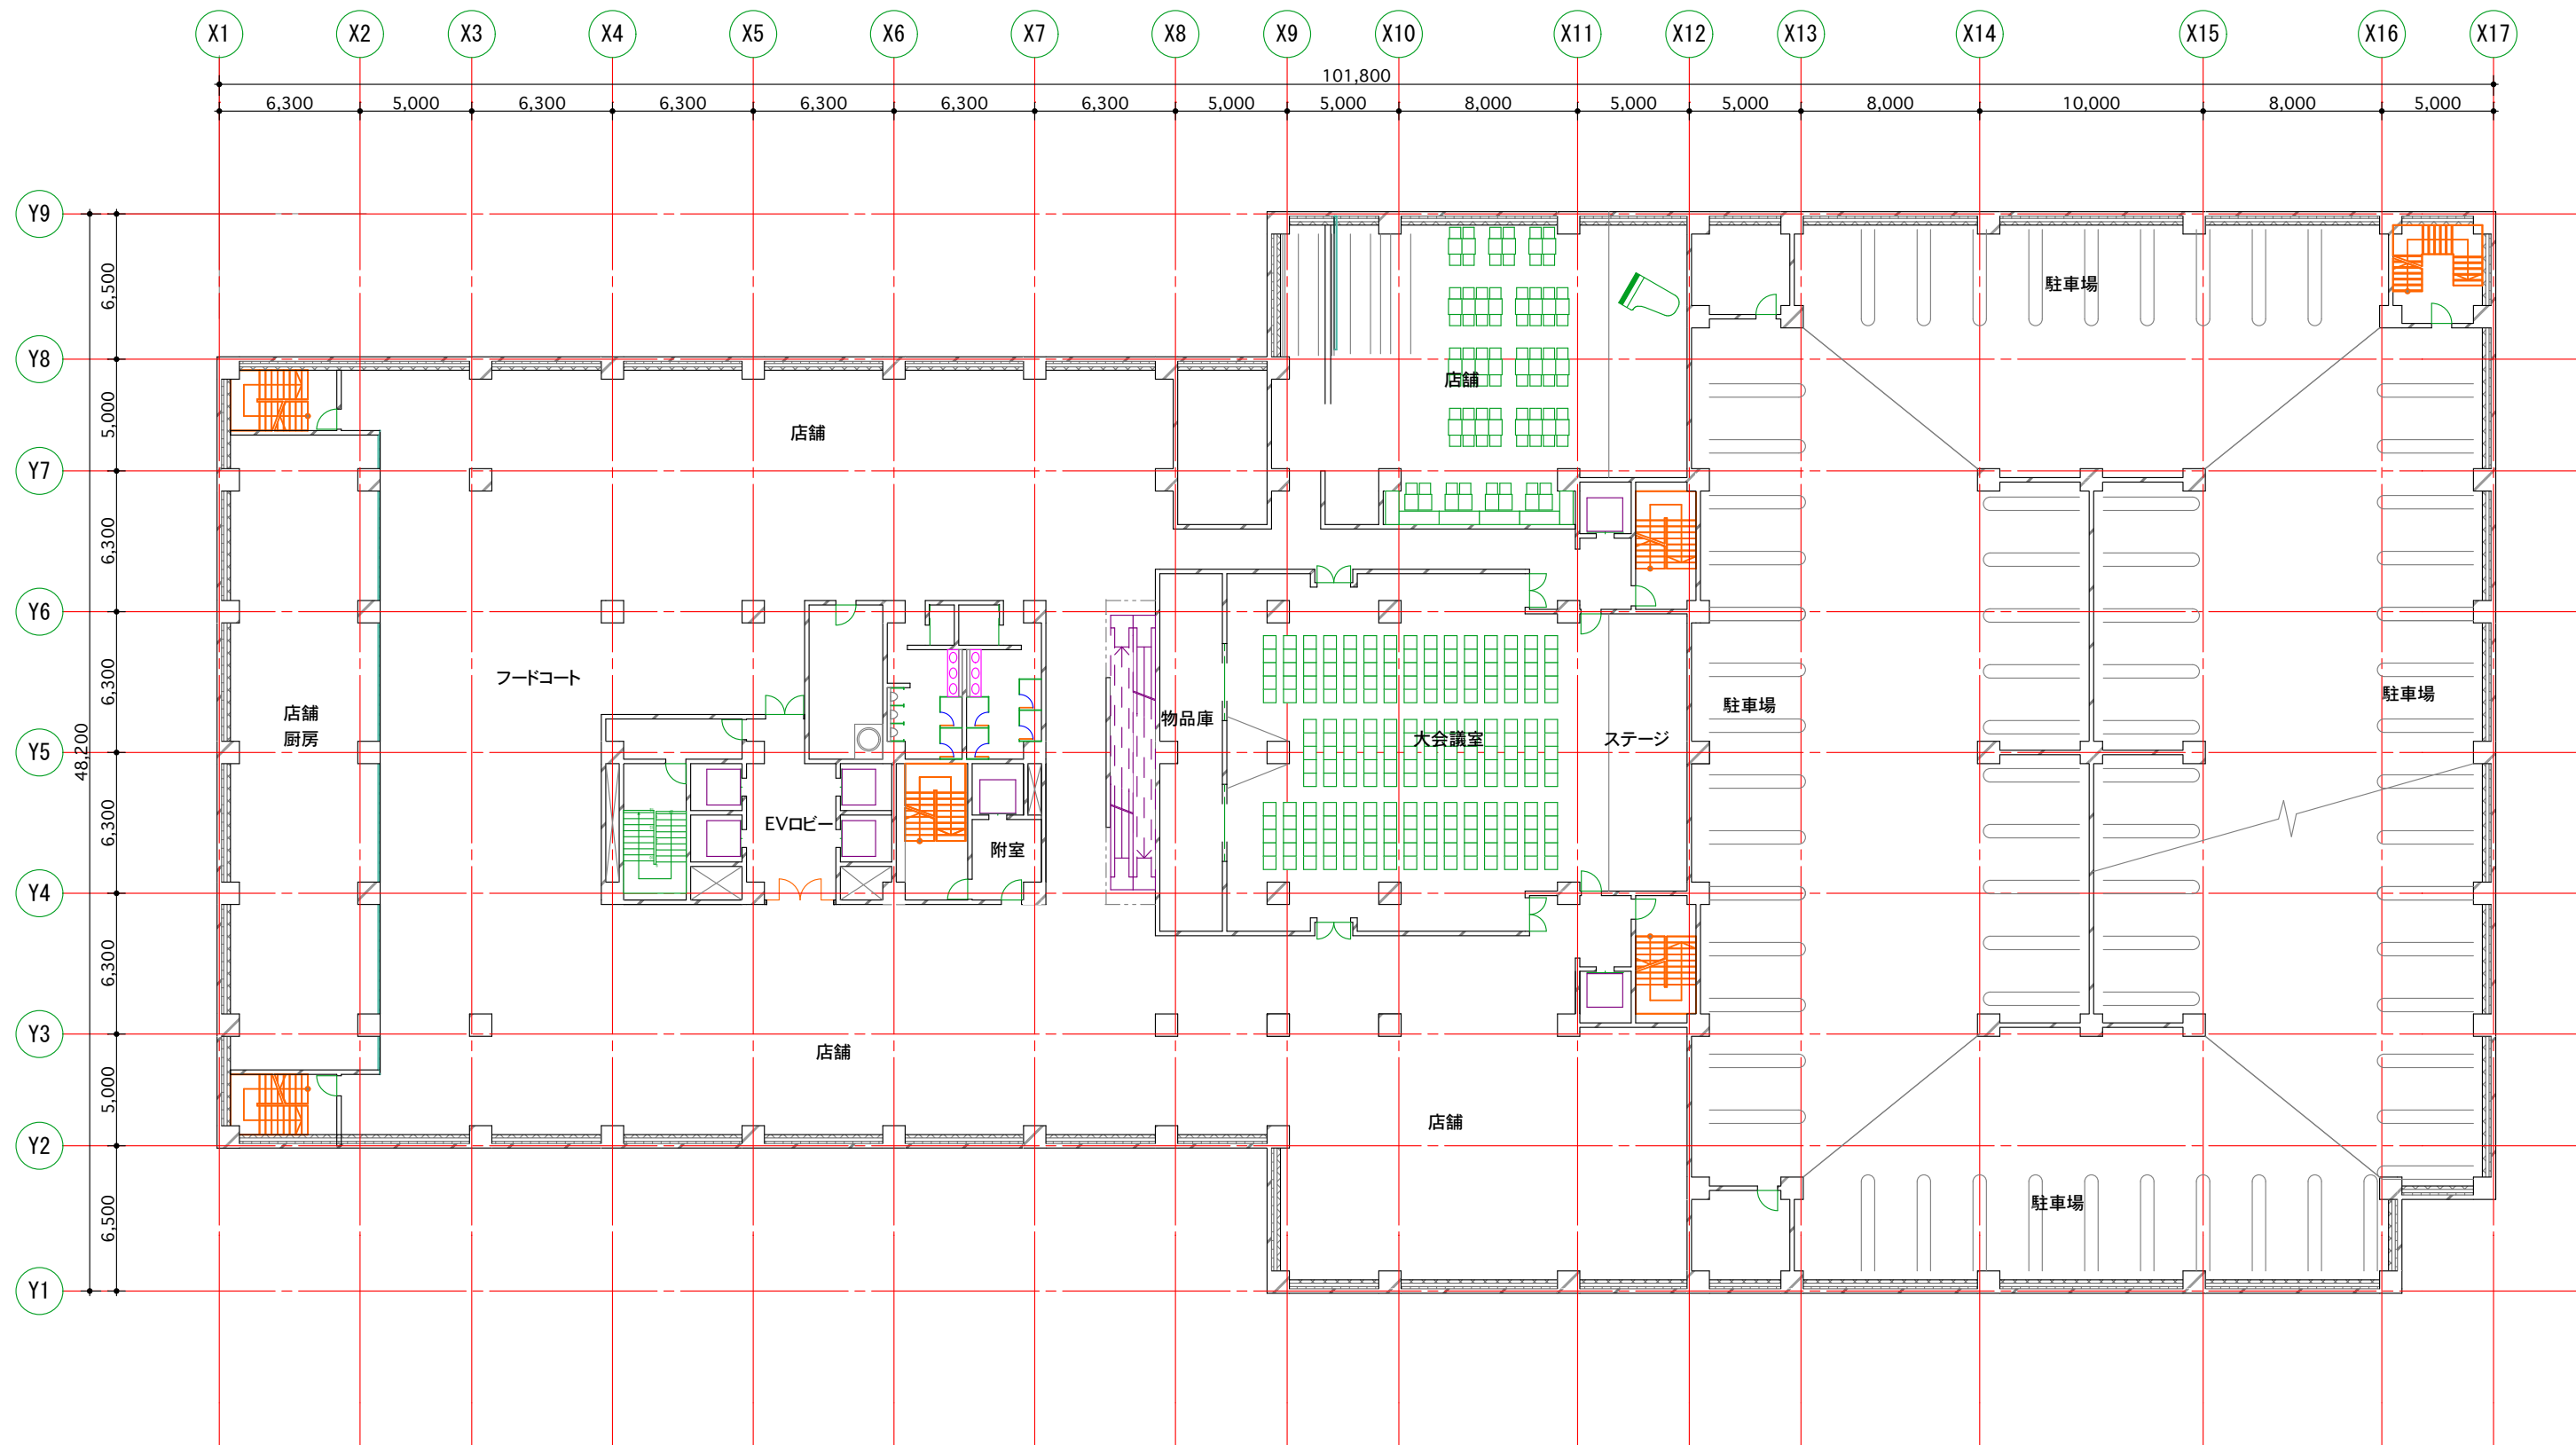 X1 X2 X3 X4 X5 X6 X7 X8 X9 X10 X11 X12 X13 X14 X15 X16 X17
101,800
6,300 5,000 6,300 6,300 6,300 6,300 6,300 5,000 5,000 8,000 5,000 5,000 8,000 10,000 8,000 5,000
Y9
6,500
駐車場
Y8
店舗
5,000
店舗
Y7
6,300
Y6
6,300
フードコート
駐車場
駐車場
店舗
厨房
物品庫
大会議室
ステージ
Y5
48,200
6,300
EVロビー
附室
Y4
6,300
Y3
店舗
5,000
店舗
Y2
6,500
駐車場
Y1